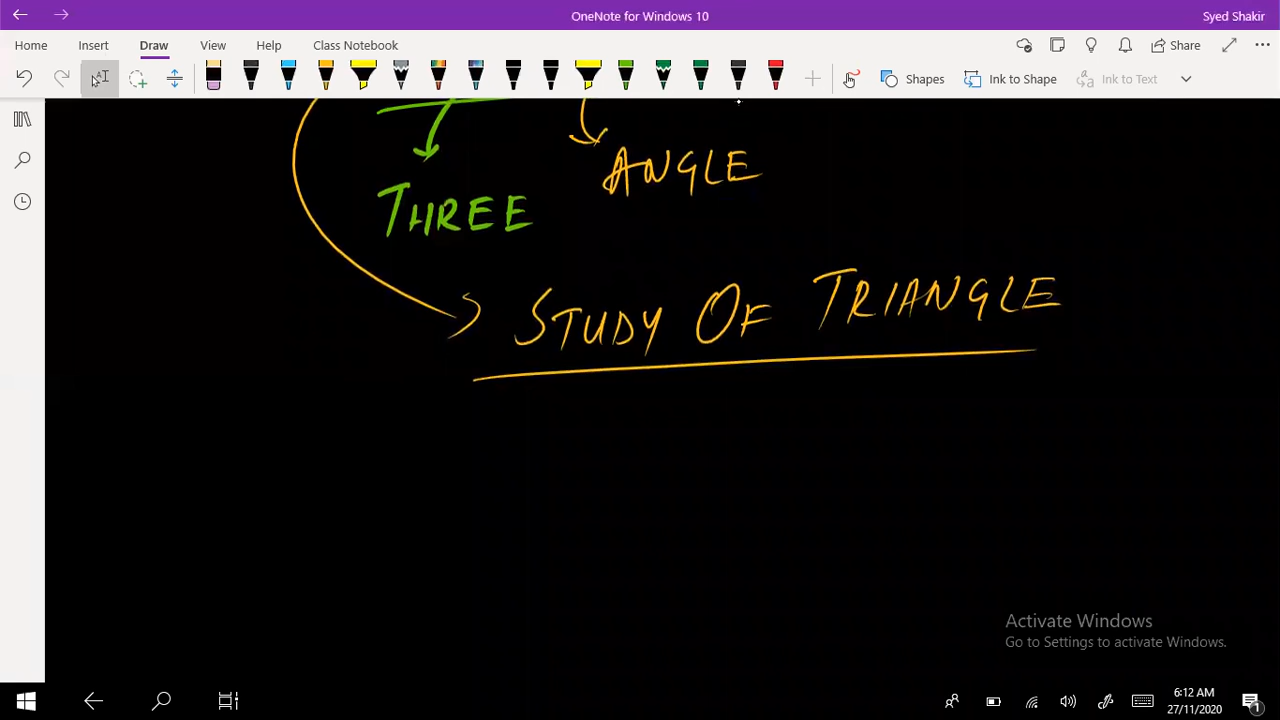 OneNote for Windows 10
Syed Shakir
Home Insert Draw View Help Class Notebook
Share
Shapes
Ink to Shape
Ink to Text
ANGLE
THREE
STUDY OF TRIANGLE
Activate Windows
Go to Settings to activate Windows.
6:12 AM
27/11/2020
1